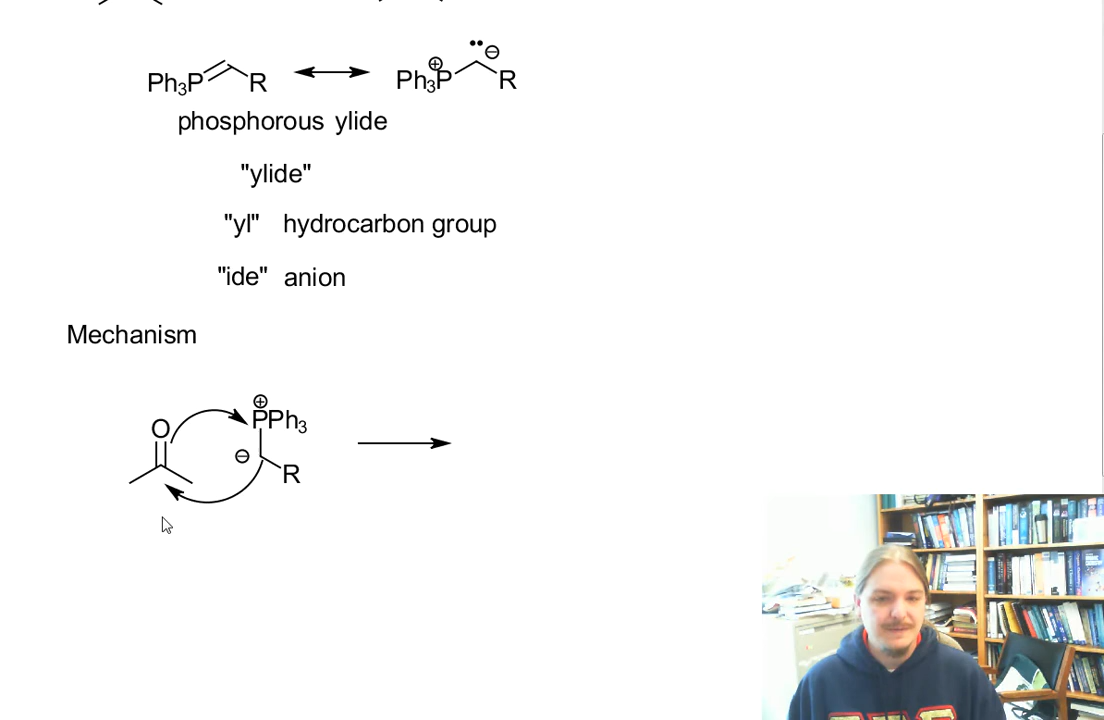 Ph3P R ⊕ •• ⊖ Ph3P R
phosphorous ylide
"ylide"
"yl" hydrocarbon group
"ide" anion
Mechanism
O ⊕ PPh3
⊖ R